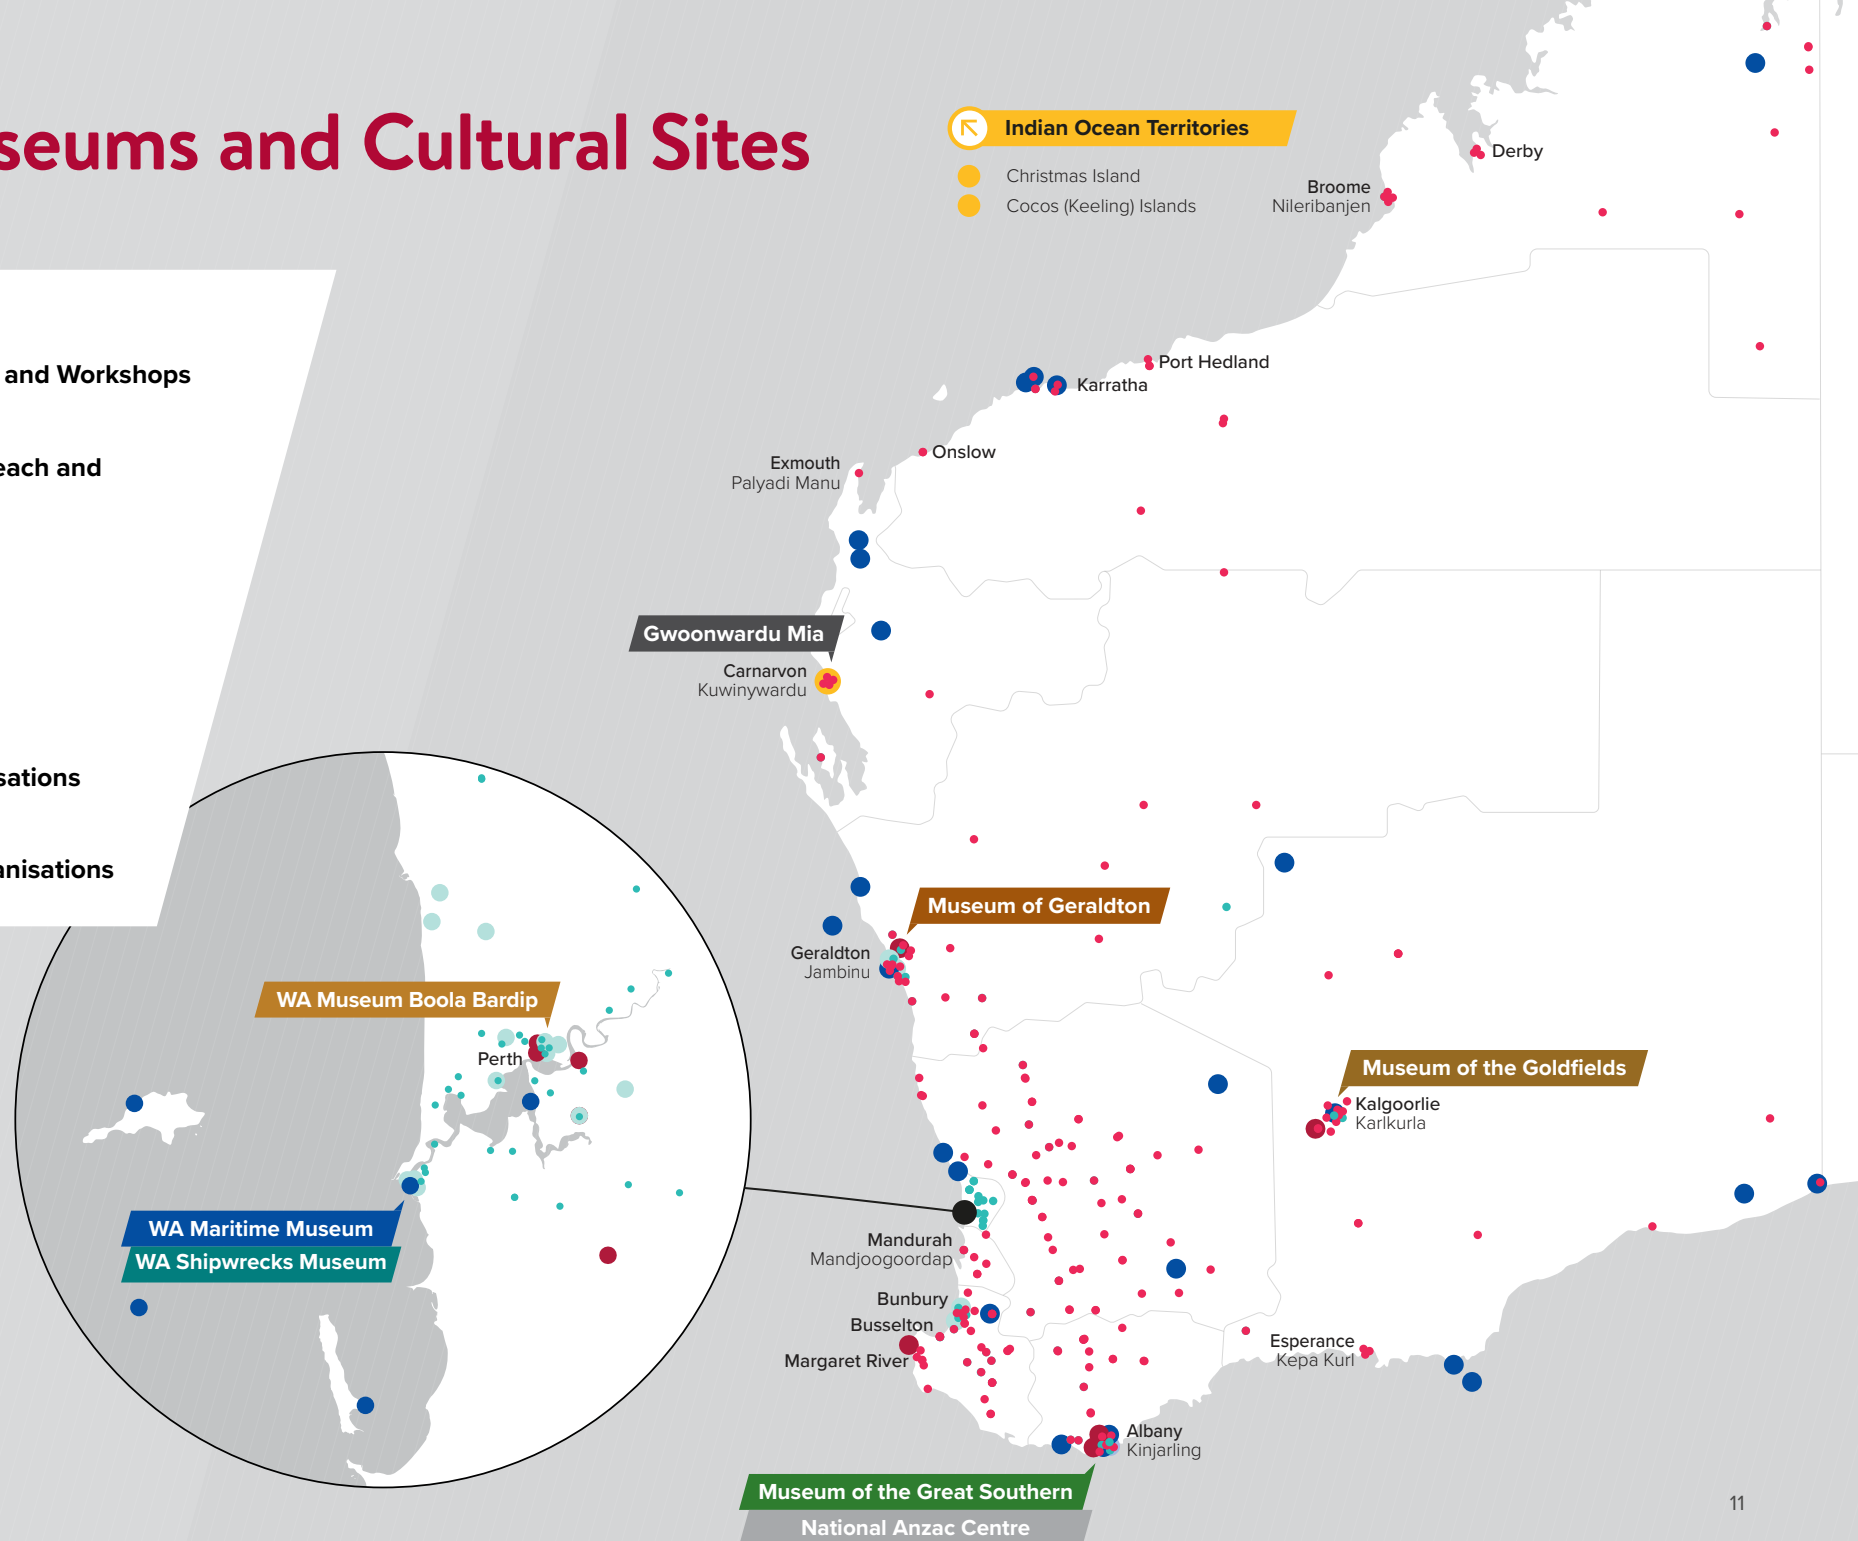 seums and Cultural Sites
and Workshops
each and
sations
anisations
Indian Ocean Territories
Christmas Island
Cocos (Keeling) Islands
Derby
Broome
Nileribanjen
Port Hedland
Karratha
Onslow
Exmouth
Palyadi Manu
Gwoonwardu Mia
Carnarvon
Kuwinywardu
Museum of Geraldton
Geraldton
Jambinu
WA Museum Boola Bardip
Perth
Museum of the Goldfields
Kalgoorlie
Karlkurla
WA Maritime Museum
WA Shipwrecks Museum
Mandurah
Mandjoogoordap
Bunbury
Busselton
Margaret River
Esperance
Kepa Kurl
Albany
Kinjarling
Museum of the Great Southern
National Anzac Centre
11